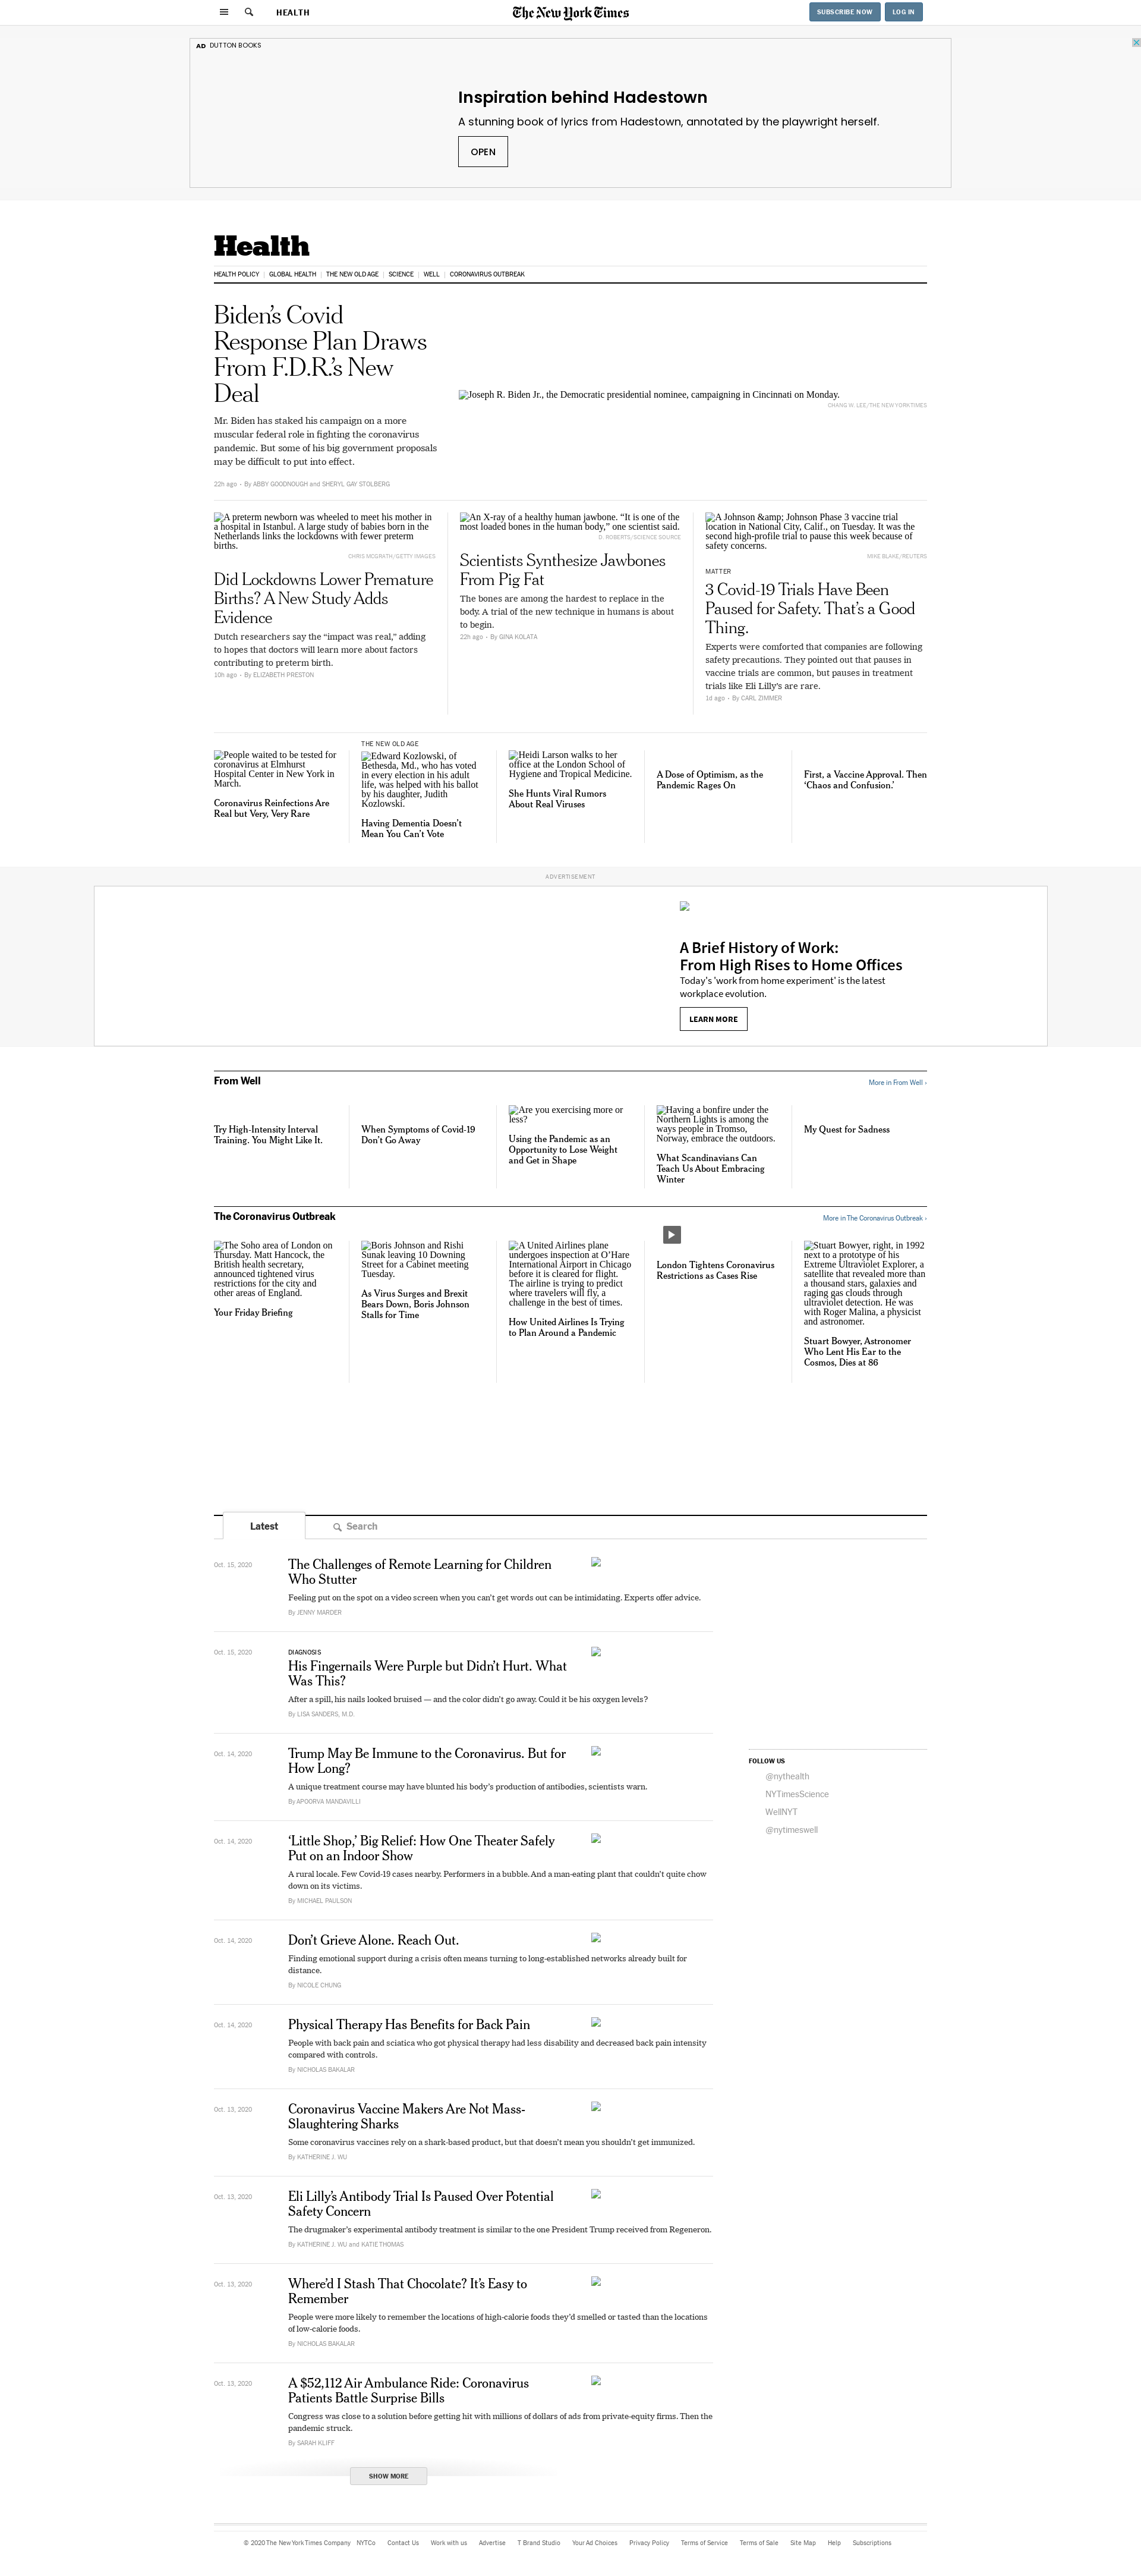 HEALTH
The New York Times
SUBSCRIBE NOW
LOG IN
AD DUTTON BOOKS
Inspiration behind Hadestown
A stunning book of lyrics from Hadestown, annotated by the playwright herself.
OPEN
Health
HEALTH POLICY | GLOBAL HEALTH | THE NEW OLD AGE | SCIENCE | WELL | CORONAVIRUS OUTBREAK
Biden’s Covid
Response Plan Draws
From F.D.R.’s New
Deal
Mr. Biden has staked his campaign on a more
muscular federal role in fighting the coronavirus
pandemic. But some of his big government proposals
may be difficult to put into effect.
22h ago · By ABBY GOODNOUGH and SHERYL GAY STOLBERG
Joseph R. Biden Jr., the Democratic presidential nominee, campaigning in Cincinnati on Monday.
CHANG W. LEE/THE NEW YORK TIMES
A preterm newborn was wheeled to meet his mother in
a hospital in Istanbul. A large study of babies born in the
Netherlands links the lockdowns with fewer preterm
births.
CHRIS MCGRATH/GETTY IMAGES
Did Lockdowns Lower Premature
Births? A New Study Adds
Evidence
Dutch researchers say the “impact was real,” adding
to hopes that doctors will learn more about factors
contributing to preterm birth.
10h ago · By ELIZABETH PRESTON
An X-ray of a healthy human jawbone. “It is one of the
most loaded bones in the human body,” one scientist said.
D. ROBERTS/SCIENCE SOURCE
Scientists Synthesize Jawbones
From Pig Fat
The bones are among the hardest to replace in the
body. A trial of the new technique in humans is about
to begin.
22h ago · By GINA KOLATA
A Johnson &amp; Johnson Phase 3 vaccine trial
location in National City, Calif., on Tuesday. It was the
second high-profile trial to pause this week because of
safety concerns.
MIKE BLAKE/REUTERS
MATTER
3 Covid-19 Trials Have Been
Paused for Safety. That’s a Good
Thing.
Experts were comforted that companies are following
safety precautions. They pointed out that pauses in
vaccine trials are common, but pauses in treatment
trials like Eli Lilly’s are rare.
1d ago · By CARL ZIMMER
People waited to be tested for
coronavirus at Elmhurst
Hospital Center in New York in
March.
Coronavirus Reinfections Are
Real but Very, Very Rare
THE NEW OLD AGE
Edward Kozlowski, of
Bethesda, Md., who has voted
in every election in his adult
life, was helped with his ballot
by his daughter, Judith
Kozlowski.
Having Dementia Doesn’t
Mean You Can’t Vote
Heidi Larson walks to her
office at the London School of
Hygiene and Tropical Medicine.
She Hunts Viral Rumors
About Real Viruses
A Dose of Optimism, as the
Pandemic Rages On
First, a Vaccine Approval. Then
‘Chaos and Confusion.’
ADVERTISEMENT
A Brief History of Work:
From High Rises to Home Offices
Today's 'work from home experiment' is the latest
workplace evolution.
LEARN MORE
From Well
More in From Well ›
Try High-Intensity Interval
Training. You Might Like It.
When Symptoms of Covid-19
Don’t Go Away
Are you exercising more or
less?
Using the Pandemic as an
Opportunity to Lose Weight
and Get in Shape
Having a bonfire under the
Northern Lights is among the
ways people in Tromso,
Norway, embrace the outdoors.
What Scandinavians Can
Teach Us About Embracing
Winter
My Quest for Sadness
The Coronavirus Outbreak
More in The Coronavirus Outbreak ›
The Soho area of London on
Thursday. Matt Hancock, the
British health secretary,
announced tightened virus
restrictions for the city and
other areas of England.
Your Friday Briefing
Boris Johnson and Rishi
Sunak leaving 10 Downing
Street for a Cabinet meeting
Tuesday.
As Virus Surges and Brexit
Bears Down, Boris Johnson
Stalls for Time
A United Airlines plane
undergoes inspection at O’Hare
International Airport in Chicago
before it is cleared for flight.
The airline is trying to predict
where travelers will fly, a
challenge in the best of times.
How United Airlines Is Trying
to Plan Around a Pandemic
London Tightens Coronavirus
Restrictions as Cases Rise
Stuart Bowyer, right, in 1992
next to a prototype of his
Extreme Ultraviolet Explorer, a
satellite that revealed more than
a thousand stars, galaxies and
raging gas clouds through
ultraviolet detection. He was
with Roger Malina, a physicist
and astronomer.
Stuart Bowyer, Astronomer
Who Lent His Ear to the
Cosmos, Dies at 86
Latest
Search
Oct. 15, 2020
The Challenges of Remote Learning for Children
Who Stutter
Feeling put on the spot on a video screen when you can’t get words out can be intimidating. Experts offer advice.
By JENNY MARDER
Oct. 15, 2020
DIAGNOSIS
His Fingernails Were Purple but Didn’t Hurt. What
Was This?
After a spill, his nails looked bruised — and the color didn’t go away. Could it be his oxygen levels?
By LISA SANDERS, M.D.
Oct. 14, 2020
Trump May Be Immune to the Coronavirus. But for
How Long?
A unique treatment course may have blunted his body’s production of antibodies, scientists warn.
By APOORVA MANDAVILLI
Oct. 14, 2020
‘Little Shop,’ Big Relief: How One Theater Safely
Put on an Indoor Show
A rural locale. Few Covid-19 cases nearby. Performers in a bubble. And a man-eating plant that couldn’t quite chow
down on its victims.
By MICHAEL PAULSON
Oct. 14, 2020
Don’t Grieve Alone. Reach Out.
Finding emotional support during a crisis often means turning to long-established networks already built for
distance.
By NICOLE CHUNG
Oct. 14, 2020
Physical Therapy Has Benefits for Back Pain
People with back pain and sciatica who got physical therapy had less disability and decreased back pain intensity
compared with controls.
By NICHOLAS BAKALAR
Oct. 13, 2020
Coronavirus Vaccine Makers Are Not Mass-
Slaughtering Sharks
Some coronavirus vaccines rely on a shark-based product, but that doesn’t mean you shouldn’t get immunized.
By KATHERINE J. WU
Oct. 13, 2020
Eli Lilly’s Antibody Trial Is Paused Over Potential
Safety Concern
The drugmaker’s experimental antibody treatment is similar to the one President Trump received from Regeneron.
By KATHERINE J. WU and KATIE THOMAS
Oct. 13, 2020
Where’d I Stash That Chocolate? It’s Easy to
Remember
People were more likely to remember the locations of high-calorie foods they’d smelled or tasted than the locations
of low-calorie foods.
By NICHOLAS BAKALAR
Oct. 13, 2020
A $52,112 Air Ambulance Ride: Coronavirus
Patients Battle Surprise Bills
Congress was close to a solution before getting hit with millions of dollars of ads from private-equity firms. Then the
pandemic struck.
By SARAH KLIFF
SHOW MORE
FOLLOW US
@nythealth
NYTimesScience
WellNYT
@nytimeswell
© 2020 The New York Times Company NYTCo Contact Us Work with us Advertise T Brand Studio Your Ad Choices Privacy Policy Terms of Service Terms of Sale Site Map Help Subscriptions